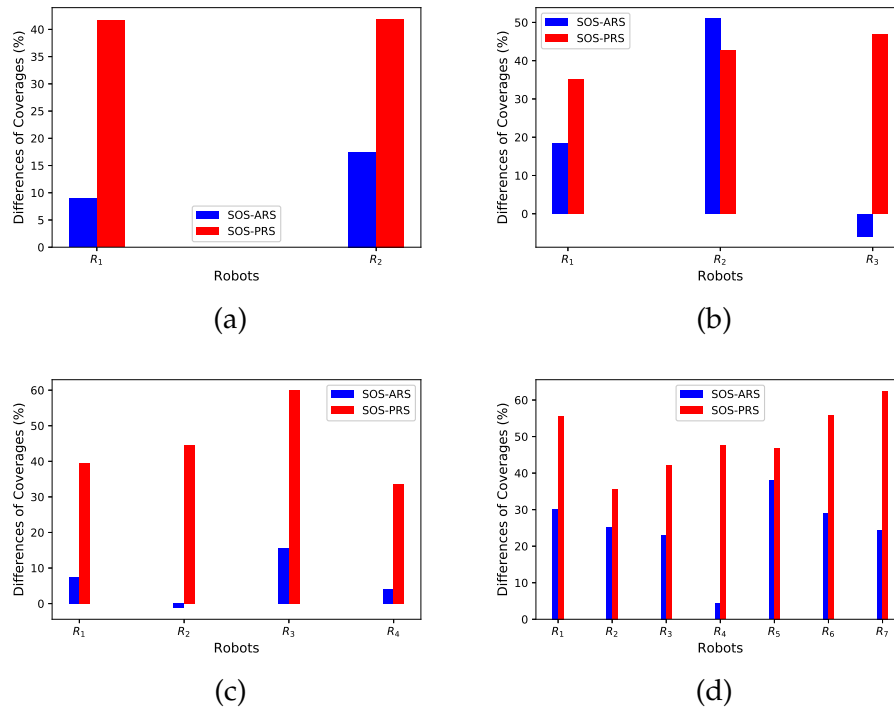 Differences of Coverages (%)
40
35
30
25
20
15
10
5
0
SOS-ARS
SOS-PRS
R1 R2
Robots
(a)
Differences of Coverages (%)
50
40
30
20
10
0
SOS-ARS
SOS-PRS
R1 R2 R3
Robots
(b)
Differences of Coverages (%)
60
50
40
30
20
10
0
SOS-ARS
SOS-PRS
R1 R2 R3 R4
Robots
(c)
Differences of Coverages (%)
60
50
40
30
20
10
0
SOS-ARS
SOS-PRS
R1 R2 R3 R4 R5 R6 R7
Robots
(d)